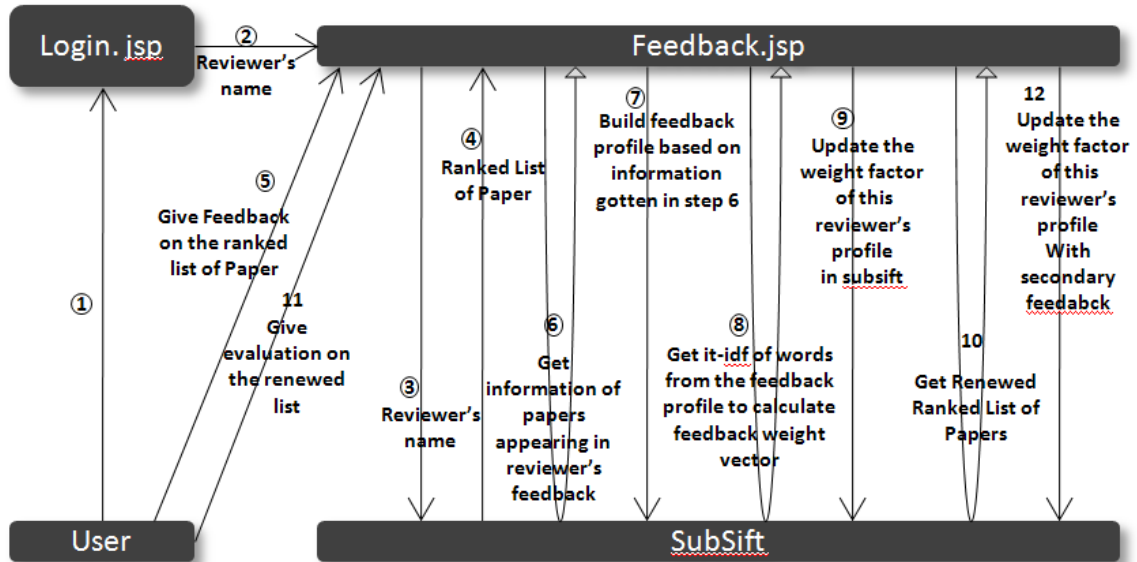 Login. jsp
②
Reviewer's
name
Feedback.jsp
①
⑤
Give Feedback
on the ranked
list of Paper
11
Give
evaluation on
the renewed
list
③
Reviewer's
name
④
Ranked List
of Paper
⑥
Get
information of
papers
appearing in
reviewer's
feedback
⑦
Build feedback
profile based on
information
gotten in step 6
⑧
Get it-idf of words
from the feedback
profile to calculate
feedback weight
vector
⑨
Update the
weight factor
of this
reviewer's
profile
in subsift
10
Get Renewed
Ranked List of
Papers
12
Update the
weight factor
of this
reviewer's
profile
With
secondary
feedabck
User
SubSift